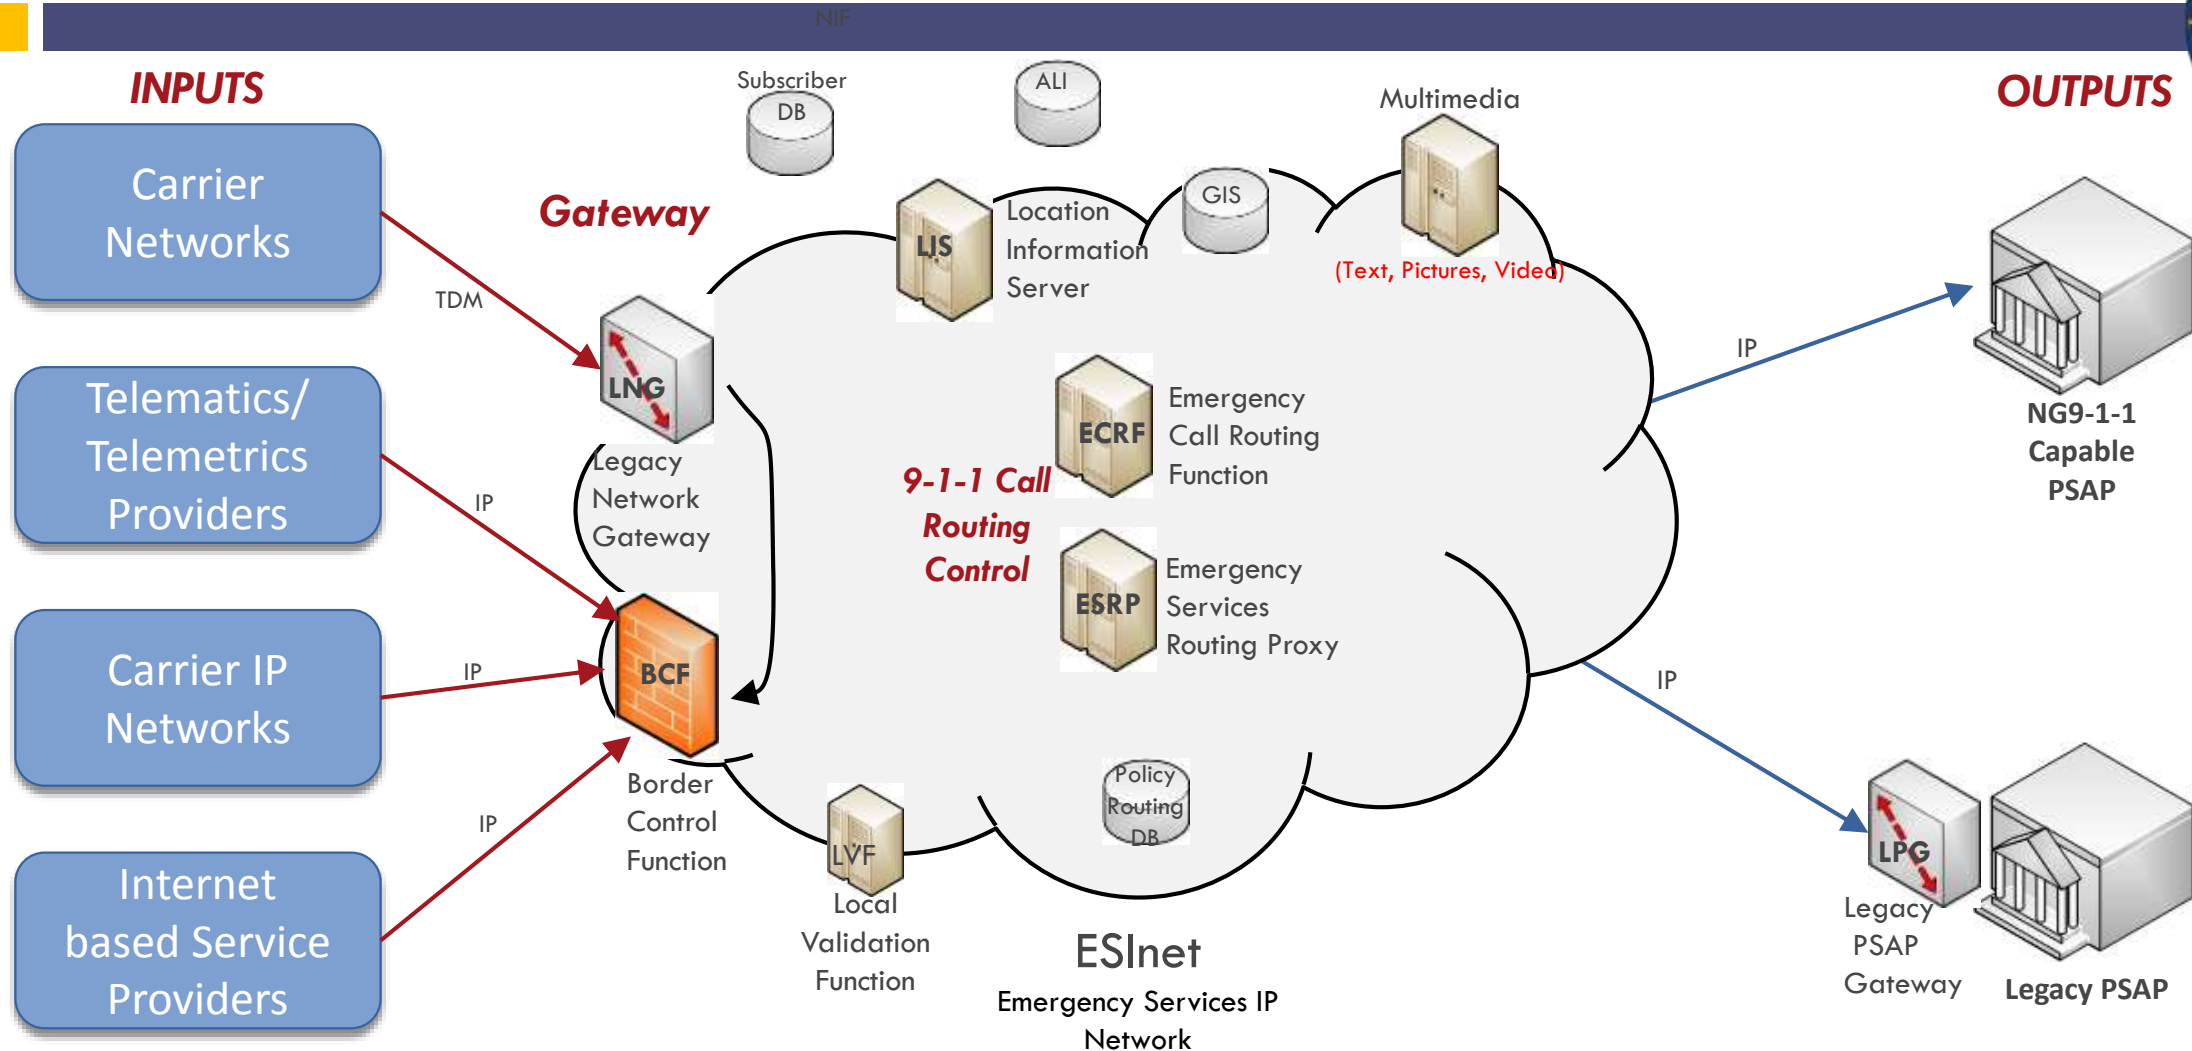 NIF
INPUTS
OUTPUTS
Carrier
Networks
Telematics/
Telemetrics
Providers
Carrier IP
Networks
Internet
based Service
Providers
TDM
IP
IP
IP
Gateway
Subscriber
DB
ALI
Multimedia
(Text, Pictures, Video)
GIS
LIS
Location
Information
Server
LNG
Legacy
Network
Gateway
ECRF
Emergency
Call Routing
Function
9-1-1 Call
Routing
Control
ESRP
Emergency
Services
Routing Proxy
BCF
Border
Control
Function
LVF
Local
Validation
Function
Policy
Routing
DB
ESInet
Emergency Services IP
Network
IP
IP
NG9-1-1
Capable
PSAP
LPG
Legacy
PSAP
Gateway
Legacy PSAP